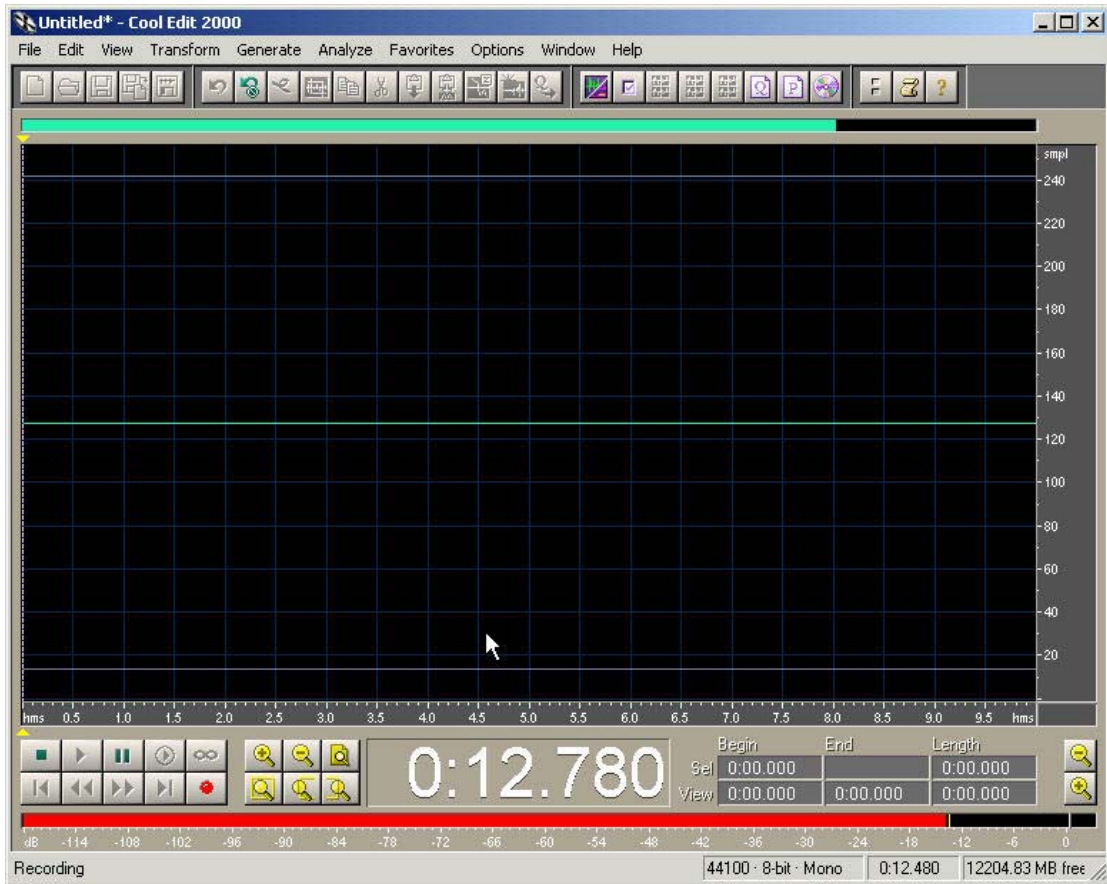 Untitled* - Cool Edit 2000
File Edit View Transform Generate Analyze Favorites Options Window Help
smpl
240
220
200
180
160
140
120
100
80
60
40
20
hms 0.5 1.0 1.5 2.0 2.5 3.0 3.5 4.0 4.5 5.0 5.5 6.0 6.5 7.0 7.5 8.0 8.5 9.0 9.5 hms
0:12.780
Begin End Length
Sel 0:00.000 0:00.000
View 0:00.000 0:00.000 0:00.000
dB -114 -108 -102 -96 -90 -84 -78 -72 -66 -60 -54 -48 -42 -36 -30 -24 -18 -12 -6 0
Recording 44100 · 8-bit · Mono 0:12.480 12204.83 MB free